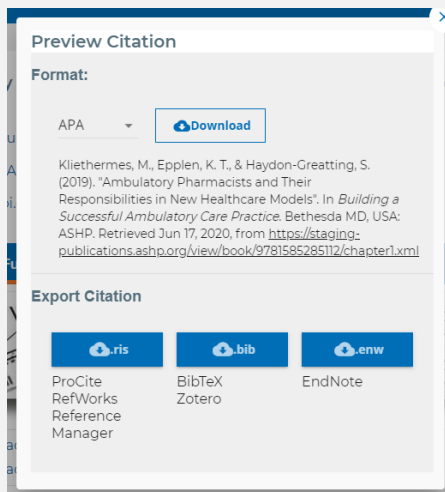 Preview Citation
Format:
APA
Download
Kliethermes, M., Epplen, K. T., & Haydon-Greatting, S.
(2019). "Ambulatory Pharmacists and Their
Responsibilities in New Healthcare Models". In Building a
Successful Ambulatory Care Practice. Bethesda MD, USA:
ASHP. Retrieved Jun 17, 2020, from https://staging-
publications.ashp.org/view/book/9781585285112/chapter1.xml
Export Citation
.ris
.bib
.enw
ProCite
RefWorks
Reference
Manager
BibTeX
Zotero
EndNote